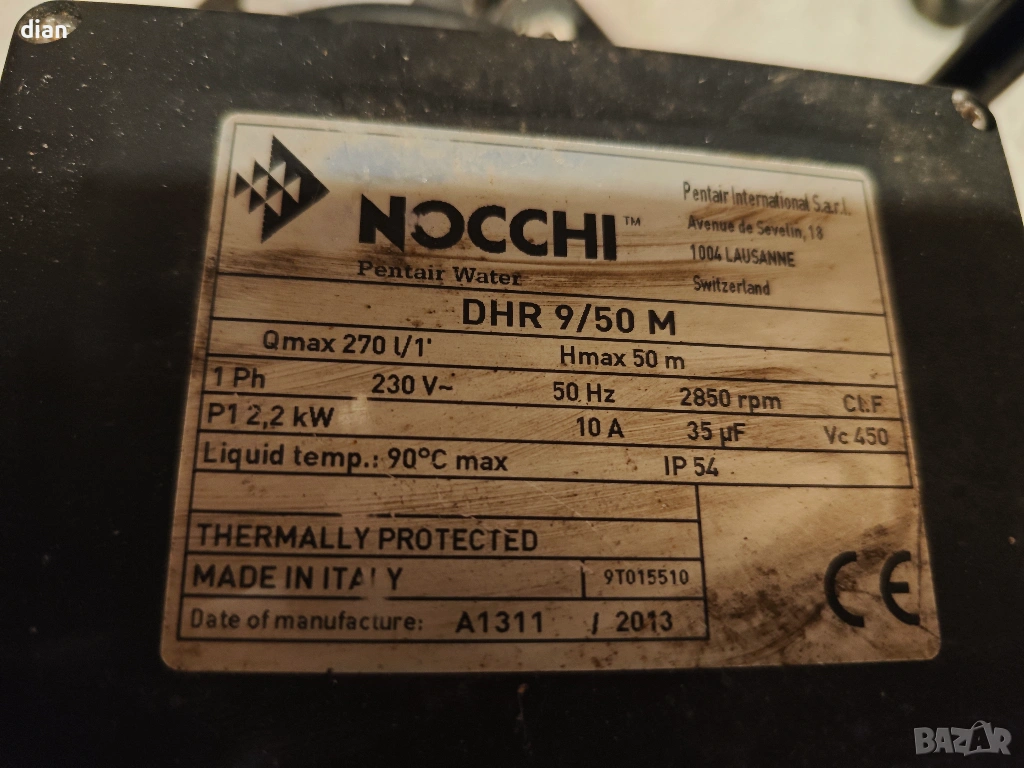 dian
NOCCHI™
Pentair Water
Pentair International S.a.r.l.
Avenue de Sevelin, 18
1004 LAUSANNE
Switzerland
DHR 9/50 M
Qmax 270 l/1' Hmax 50 m
1 Ph 230 V~ 50 Hz 2850 rpm Cl.F
P1 2,2 kW 10 A 35 µF Vc 450
Liquid temp.: 90°C max IP 54
THERMALLY PROTECTED
MADE IN ITALY 9T015510
Date of manufacture: A1311 / 2013
CE
BAZAR